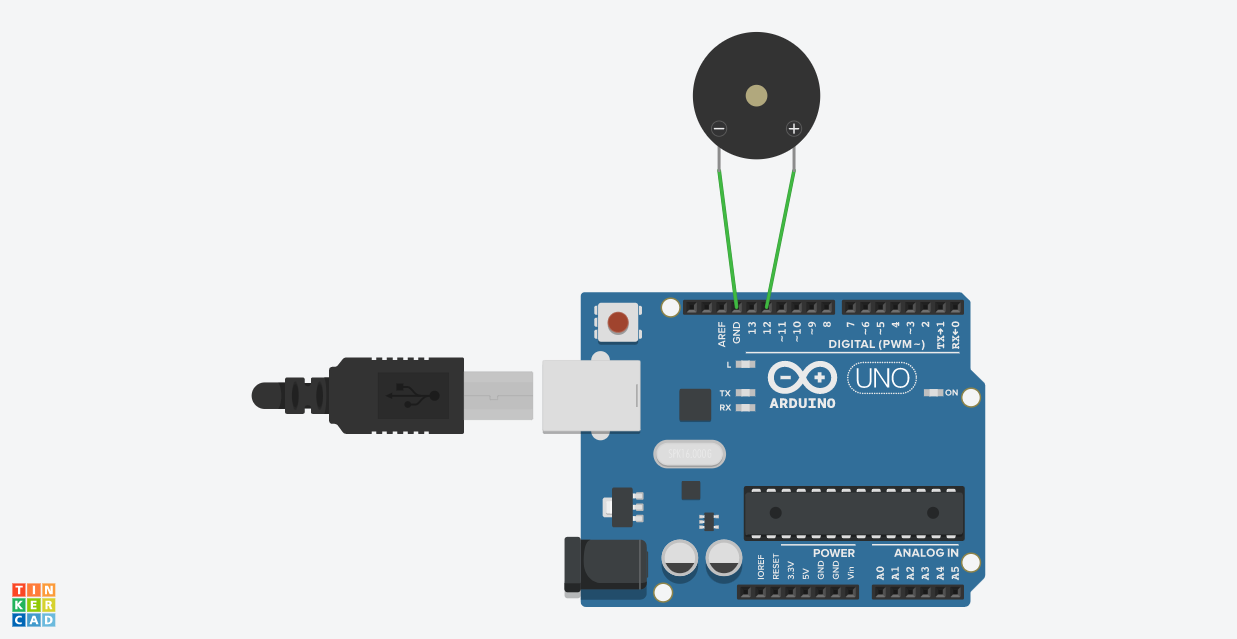 − +
AREF GND 13 12 ~11 ~10 ~9 8 7 ~6 ~5 4 ~3 2 TX→1 RX←0
DIGITAL (PWM~)
L
− + UNO
TX ON
RX ARDUINO
POWER ANALOG IN
IOREF RESET 3.3V 5V GND GND Vin A0 A1 A2 A3 A4 A5
TIN
KER
CAD